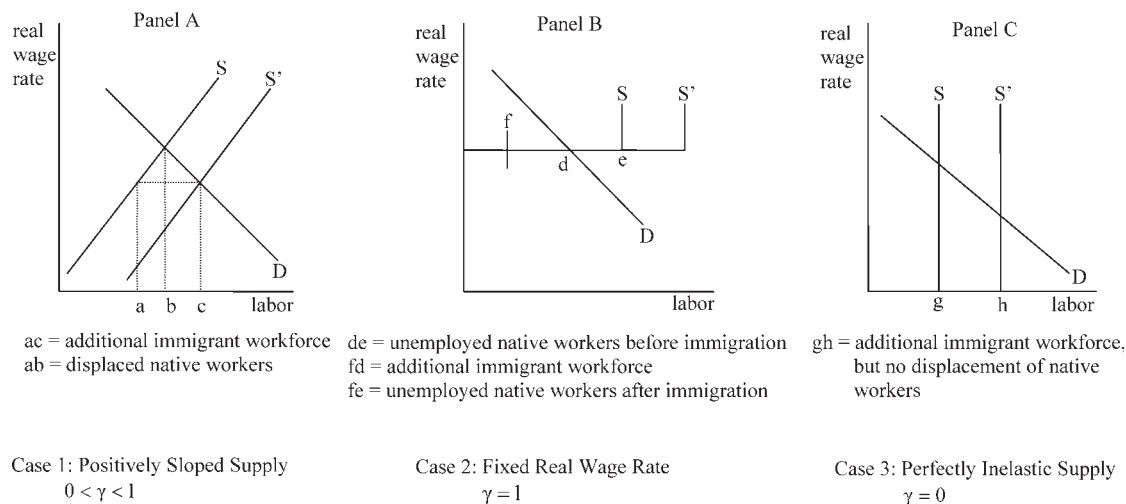 Panel A
real
wage
rate
S
S'
D
a b c labor
ac = additional immigrant workforce
ab = displaced native workers
Case 1: Positively Sloped Supply
0 < γ < 1
Panel B
real
wage
rate
S S'
f
d e
D
labor
de = unemployed native workers before immigration
fd = additional immigrant workforce
fe = unemployed native workers after immigration
Case 2: Fixed Real Wage Rate
γ = 1
Panel C
real
wage
rate
S S'
D
g h labor
gh = additional immigrant workforce,
but no displacement of native
workers
Case 3: Perfectly Inelastic Supply
γ = 0